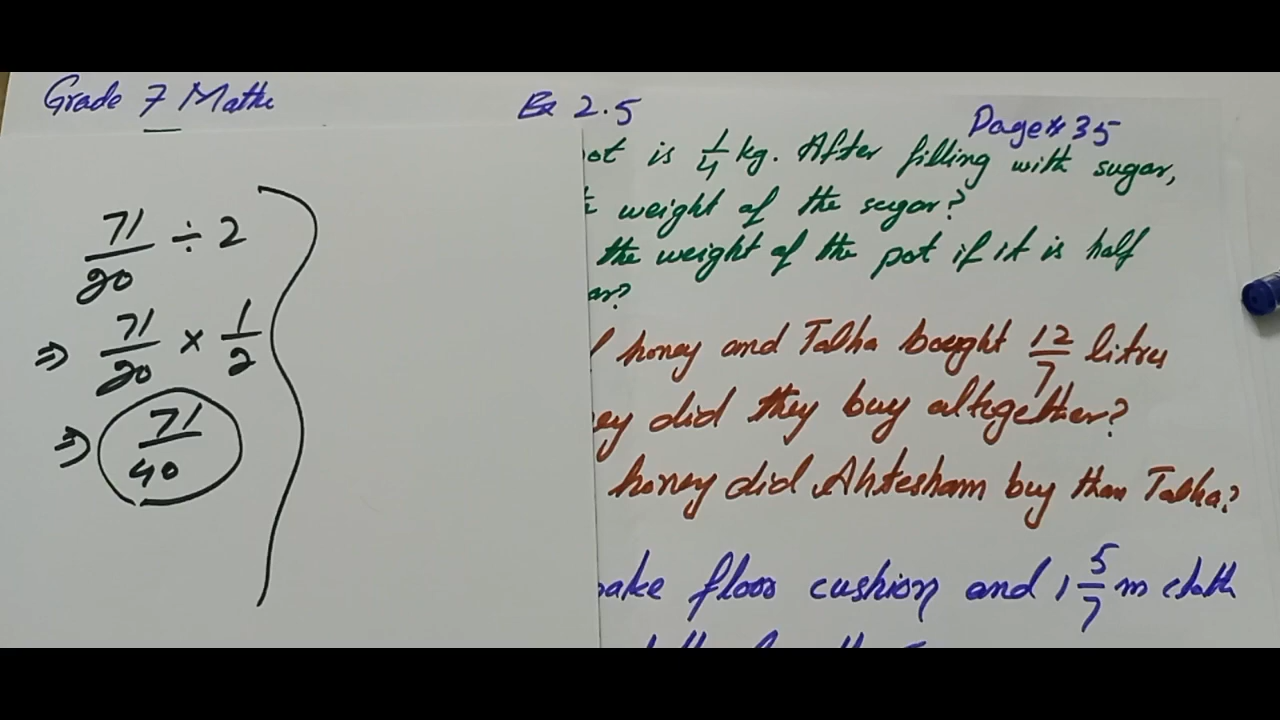 Grade 7 Maths
Ex 2.5
Page# 35
71/20 ÷ 2
⇒ 71/20 × 1/2
⇒ 71/40
ot is 1/4 kg. After filling with sugar,
weight of the sugar?
the weight of the pot if it is half
ar?
honey and Talha bought 12/7 litres
ey did they buy altogether?
honey did Ahtesham buy than Talha?
ake floor cushion and 1 5/7 m cloth